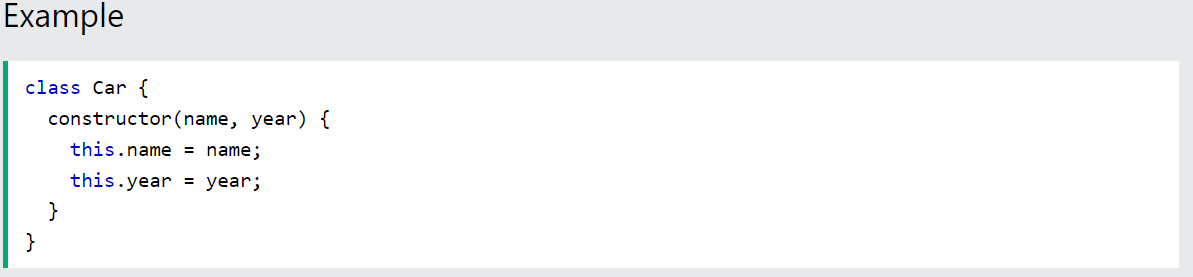 Example
class Car {
  constructor(name, year) {
    this.name = name;
    this.year = year;
  }
}